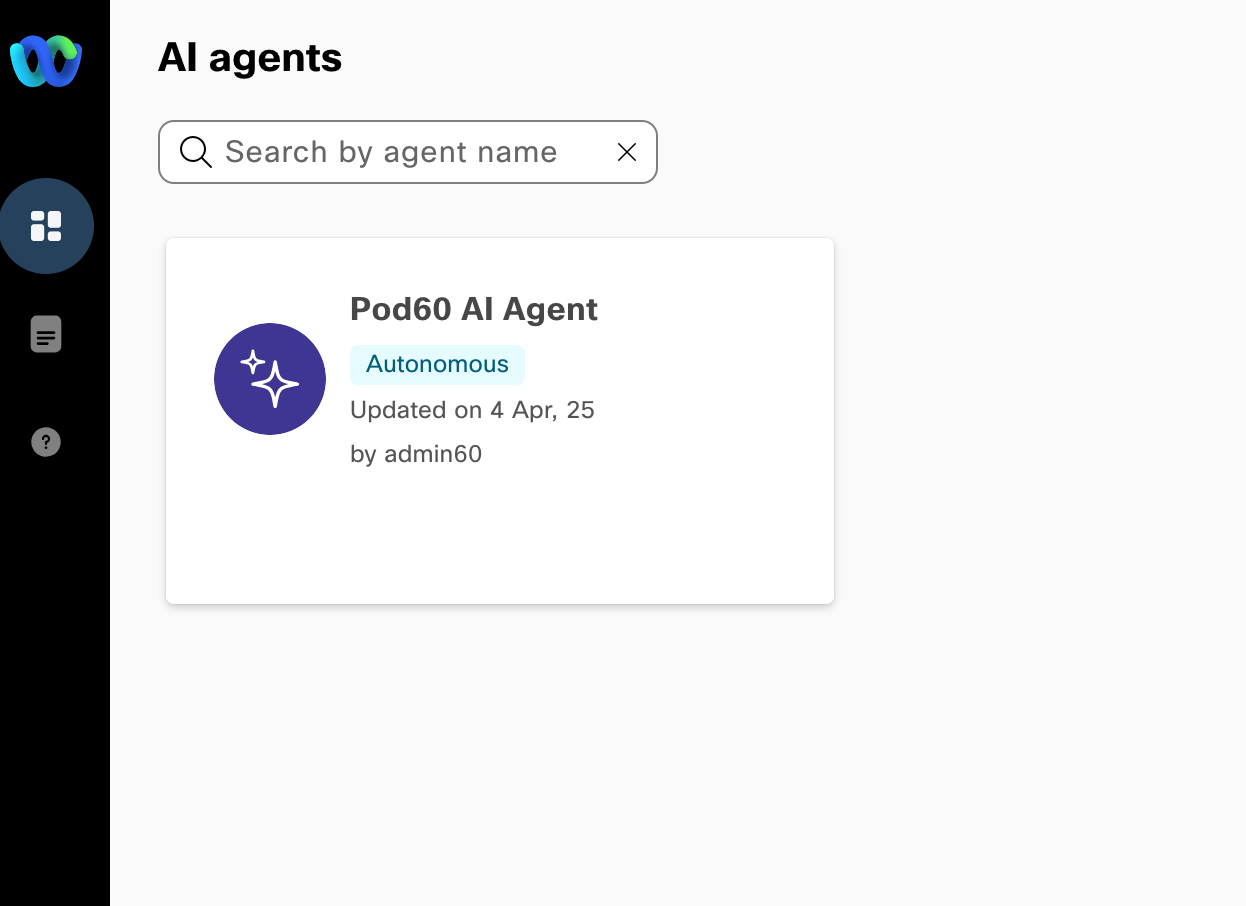 AI agents
Search by agent name
Pod60 AI Agent
Autonomous
Updated on 4 Apr, 25
by admin60
?